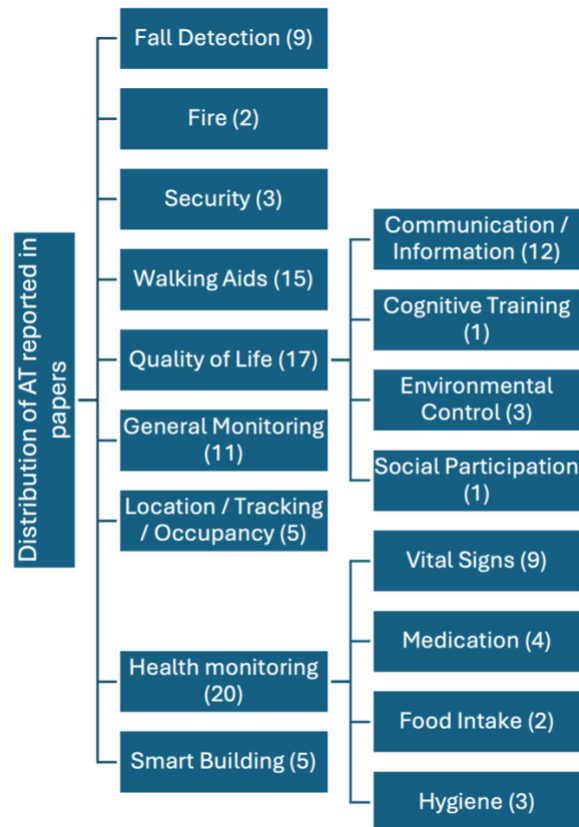 Distribution of AT reported in
papers
Fall Detection (9)
Fire (2)
Security (3)
Walking Aids (15)
Quality of Life (17)
General Monitoring
(11)
Location / Tracking
/ Occupancy (5)
Health monitoring
(20)
Smart Building (5)
Communication /
Information (12)
Cognitive Training
(1)
Environmental
Control (3)
Social Participation
(1)
Vital Signs (9)
Medication (4)
Food Intake (2)
Hygiene (3)